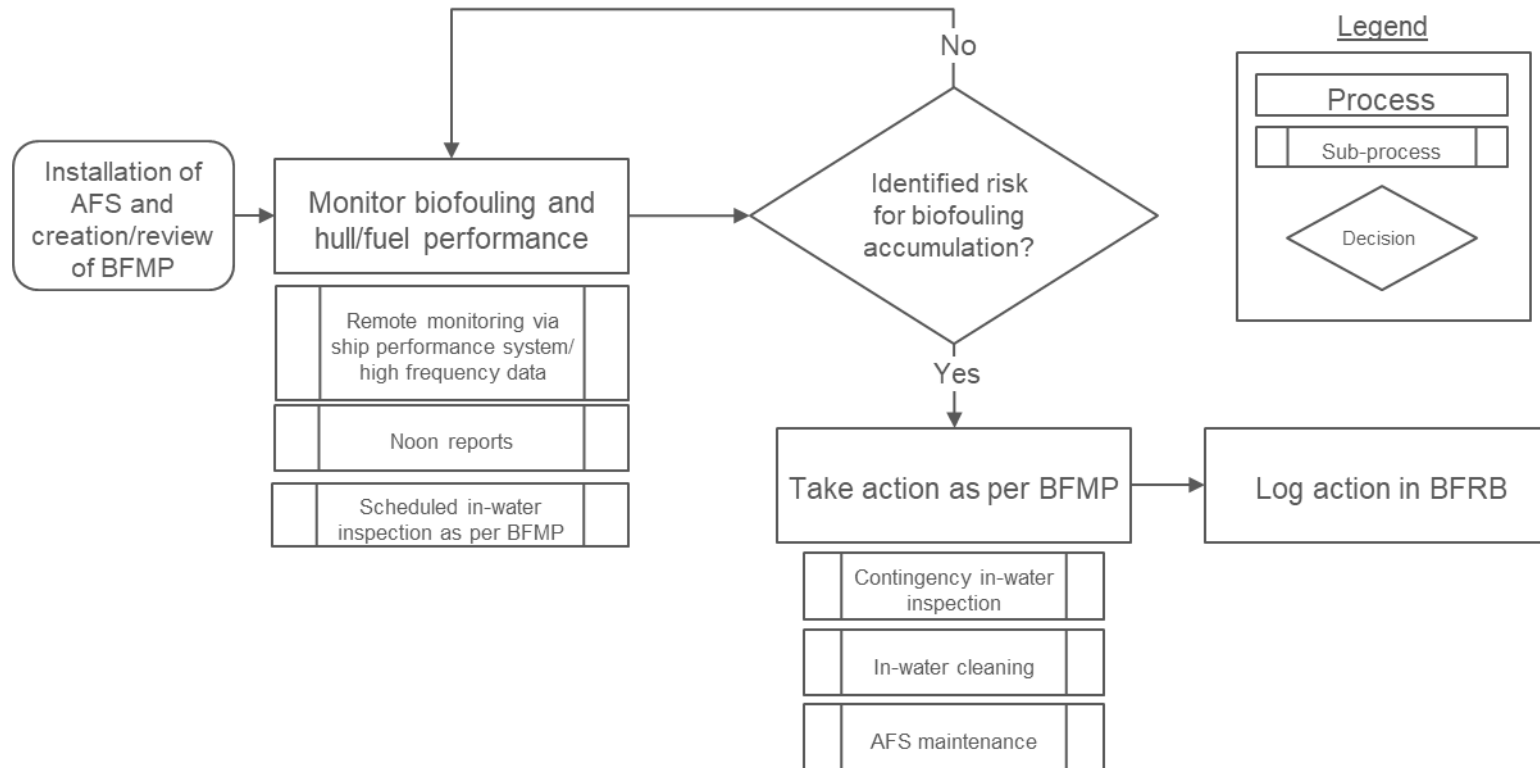 No
Legend
Process
Sub-process
Decision
Installation of
AFS and
creation/review
of BFMP
Monitor biofouling and
hull/fuel performance
Identified risk
for biofouling
accumulation?
Remote monitoring via
ship performance system/
high frequency data
Noon reports
Scheduled in-water
inspection as per BFMP
Yes
Take action as per BFMP
Log action in BFRB
Contingency in-water
inspection
In-water cleaning
AFS maintenance